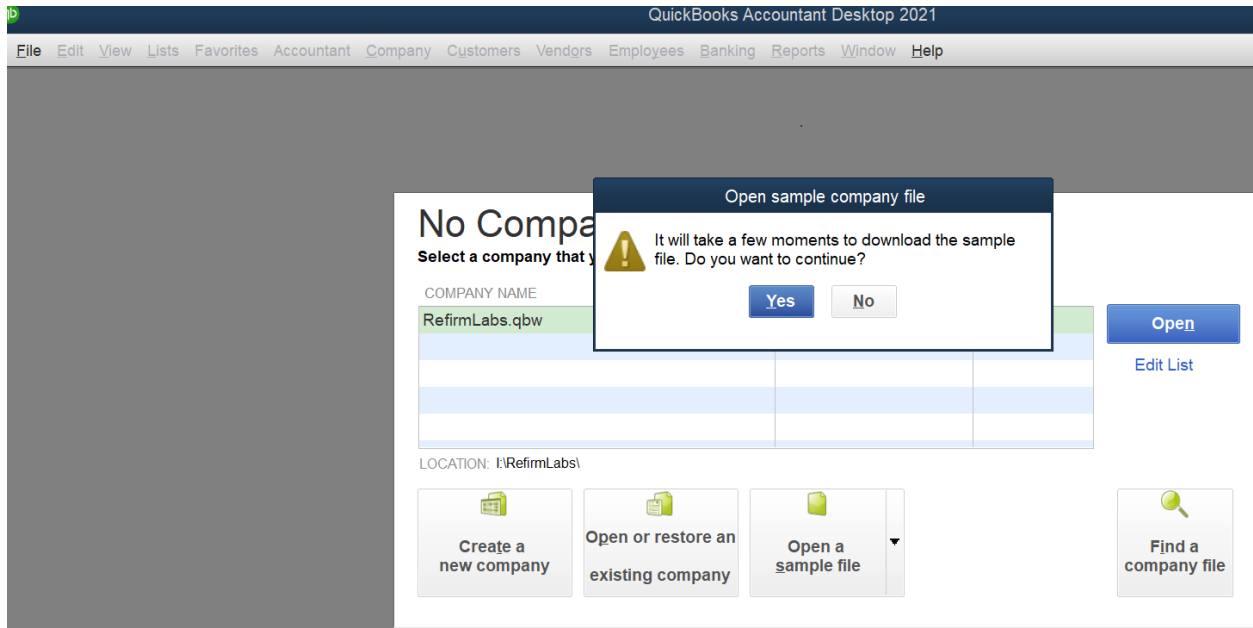 QuickBooks Accountant Desktop 2021
File Edit View Lists Favorites Accountant Company Customers Vendors Employees Banking Reports Window Help
Open sample company file
It will take a few moments to download the sample
file. Do you want to continue?
Yes No
No Compa
Select a company that
COMPANY NAME
RefirmLabs.qbw
Open
Edit List
LOCATION: I:\RefirmLabs\
Create a
new company
Open or restore an
existing company
Open a
sample file
Find a
company file